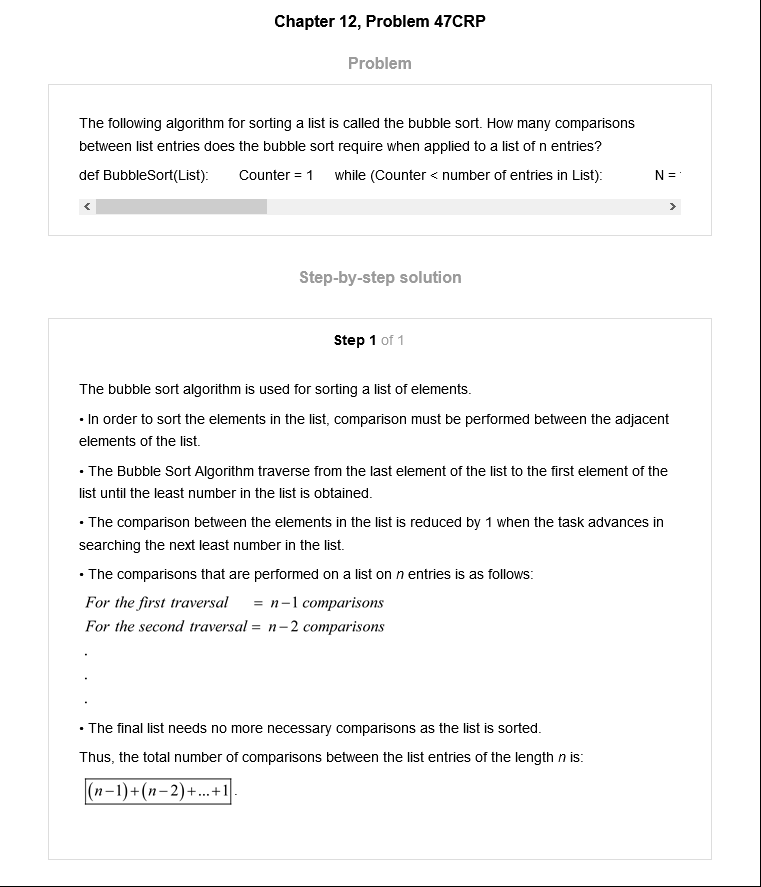 Chapter 12, Problem 47CRP
Problem
The following algorithm for sorting a list is called the bubble sort. How many comparisons
between list entries does the bubble sort require when applied to a list of n entries?
def BubbleSort(List): Counter = 1 while (Counter < number of entries in List): N =
Step-by-step solution
Step 1 of 1
The bubble sort algorithm is used for sorting a list of elements.
• In order to sort the elements in the list, comparison must be performed between the adjacent
elements of the list.
• The Bubble Sort Algorithm traverse from the last element of the list to the first element of the
list until the least number in the list is obtained.
• The comparison between the elements in the list is reduced by 1 when the task advances in
searching the next least number in the list.
• The comparisons that are performed on a list on n entries is as follows:
For the first traversal = n−1 comparisons
For the second traversal = n−2 comparisons
.
.
.
• The final list needs no more necessary comparisons as the list is sorted.
Thus, the total number of comparisons between the list entries of the length n is:
(n−1)+(n−2)+...+1.